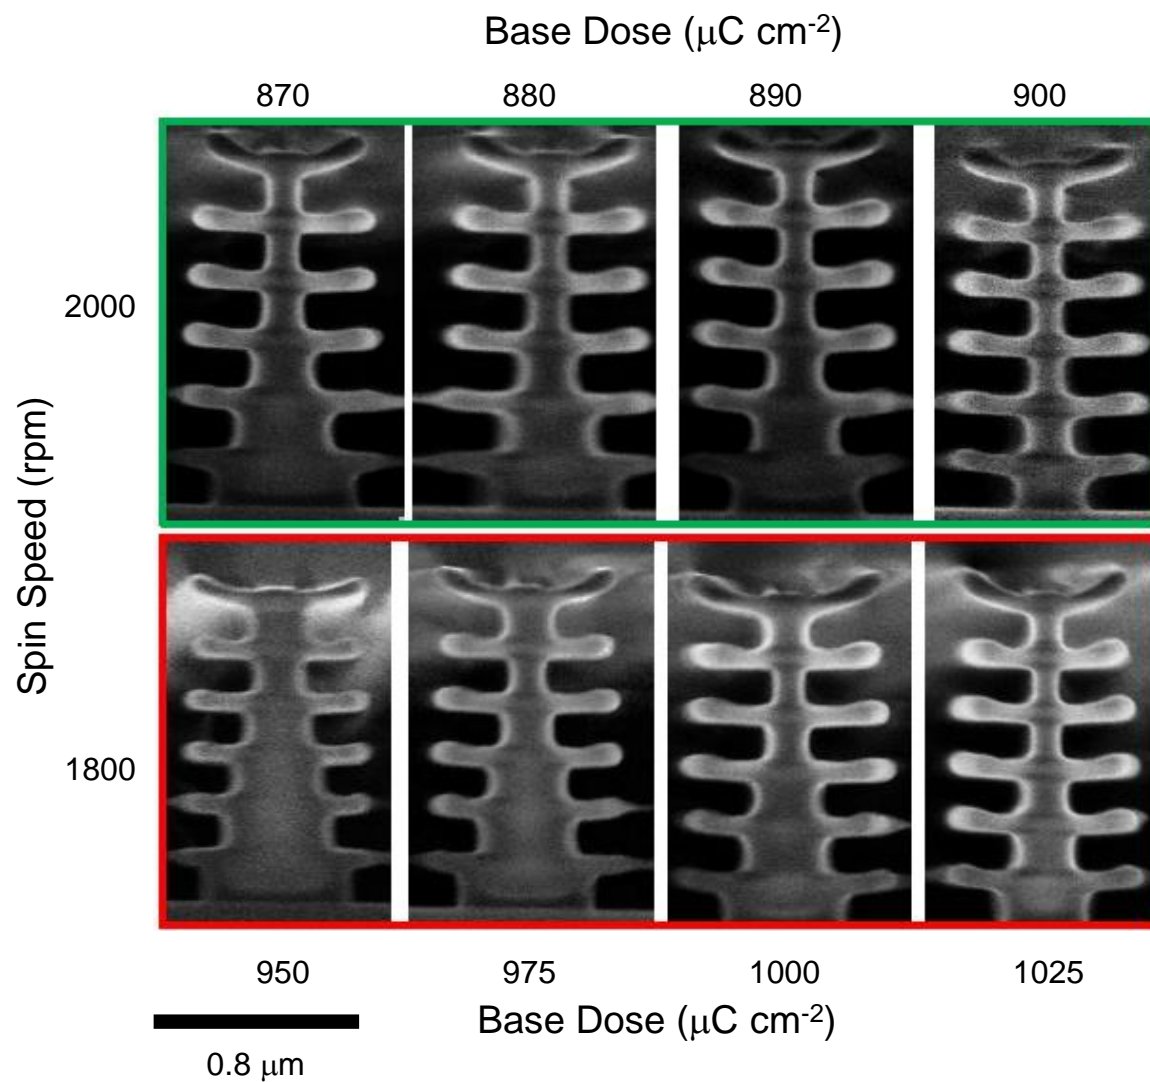 Base Dose (μC cm-2)
870 880 890 900
2000
Spin Speed (rpm)
1800
950 975 1000 1025
Base Dose (μC cm-2)
0.8 μm